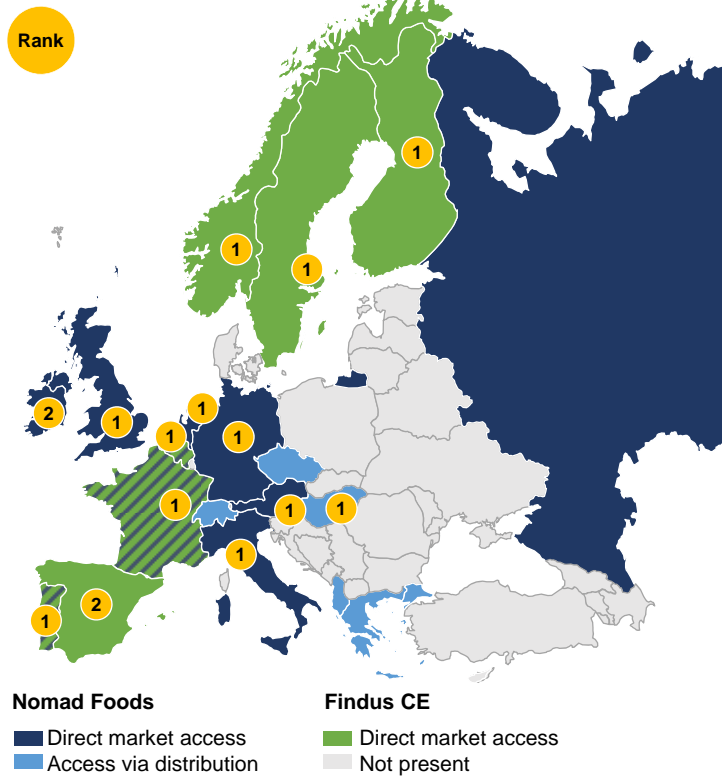 Rank
1
1
1
2
1
1
1
1
1
1
1
1
2
1
Nomad Foods
Findus CE
Direct market access
Direct market access
Access via distribution
Not present